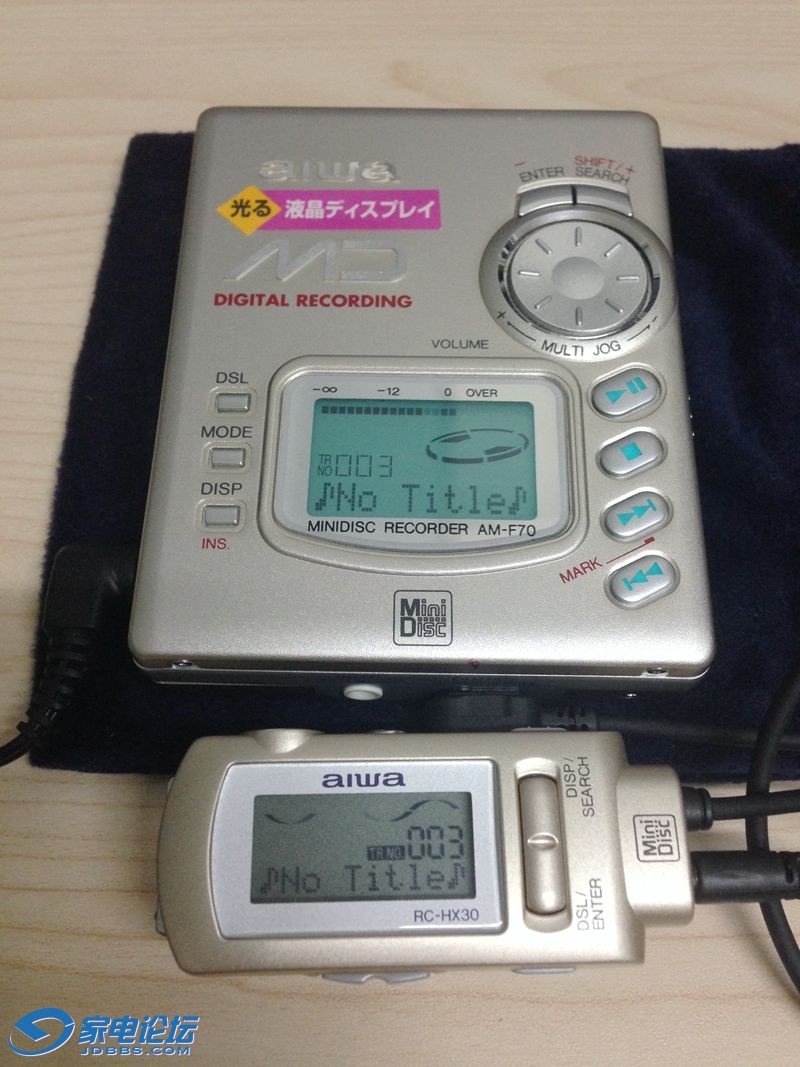 aiwa
光る 液晶ディスプレイ
MD
DIGITAL RECORDING
− SHIFT/+
ENTER SEARCH
+ MULTI JOG −
VOLUME
DSL
MODE
DISP
INS.
−∞ −12 0 OVER
TR NO 003
♪No Title♪
MINIDISC RECORDER AM-F70
MARK
Mini Disc
aiwa
TR NO. 003
♪No Title♪
RC-HX30
DISP/
SEARCH
DSL/
ENTER
Mini Disc
家电论坛
JDBBS.COM